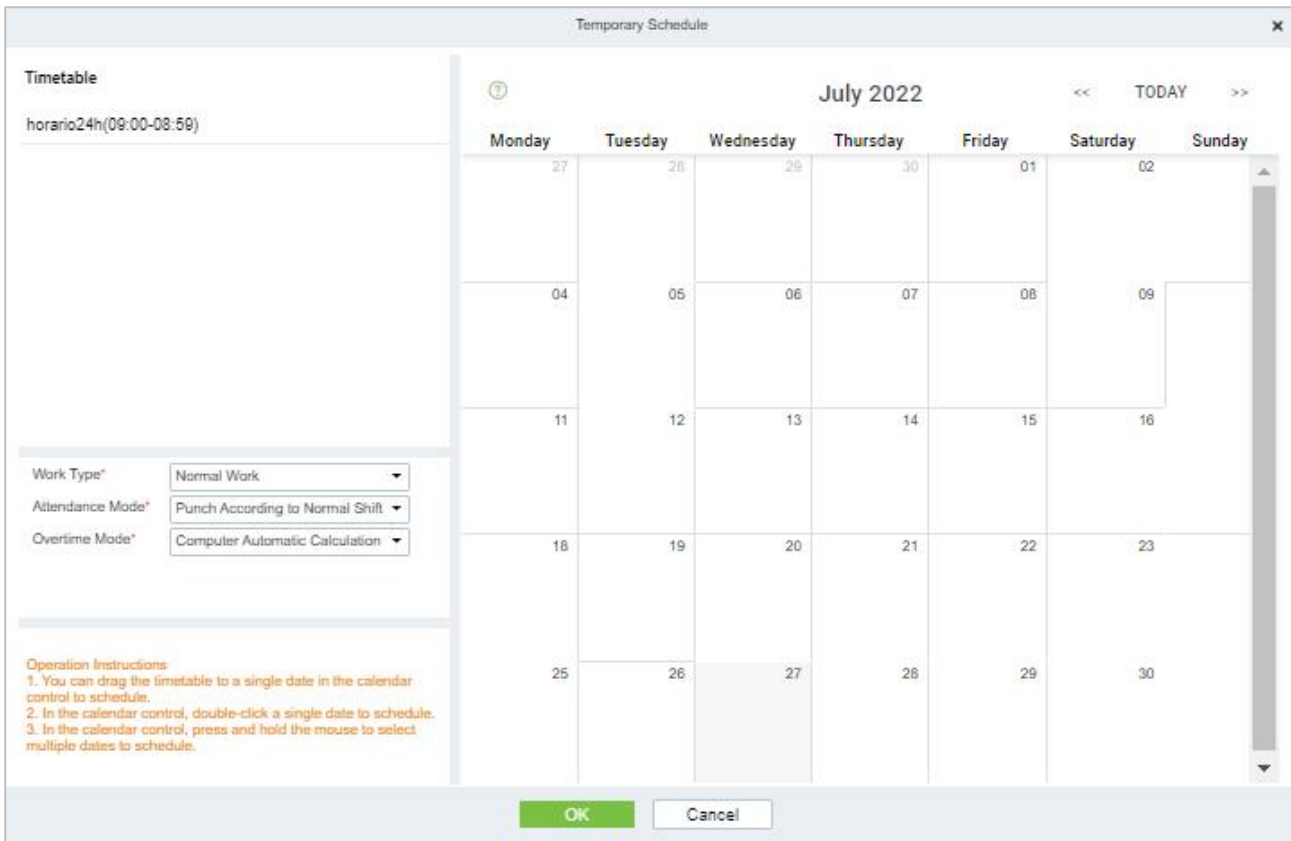 Temporary Schedule
Timetable
horario24h(09:00-08:59)
July 2022
<< TODAY >>
Monday Tuesday Wednesday Thursday Friday Saturday Sunday
27 28 29 30 01 02
04 05 06 07 08 09
11 12 13 14 15 16
18 19 20 21 22 23
25 26 27 28 29 30
Work Type* Normal Work
Attendance Mode* Punch According to Normal Shift
Overtime Mode* Computer Automatic Calculation
Operation Instructions
1. You can drag the timetable to a single date in the calendar
control to schedule.
2. In the calendar control, double-click a single date to schedule.
3. In the calendar control, press and hold the mouse to select
multiple dates to schedule.
OK Cancel